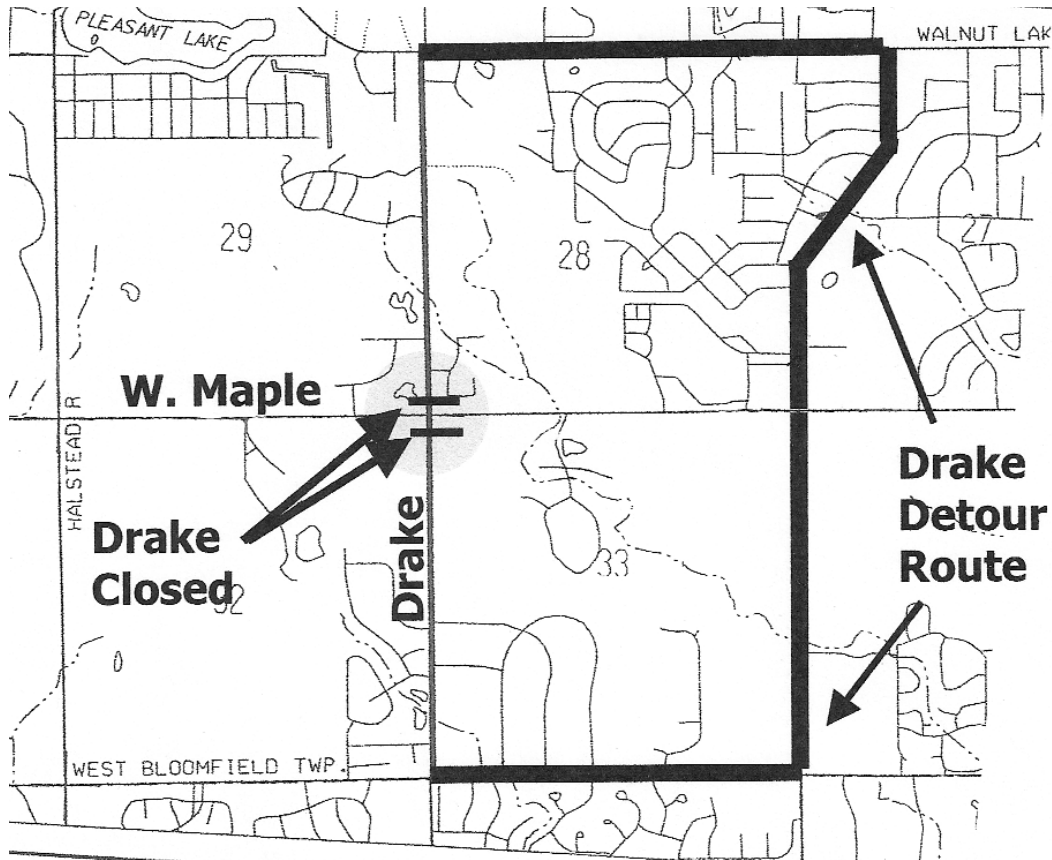 PLEASANT LAKE
WALNUT LAK
29
28
27
W. Maple
HALSTEAD R
Drake
Closed
Drake
Drake
Detour
Route
33
32
WEST BLOOMFIELD TWP.